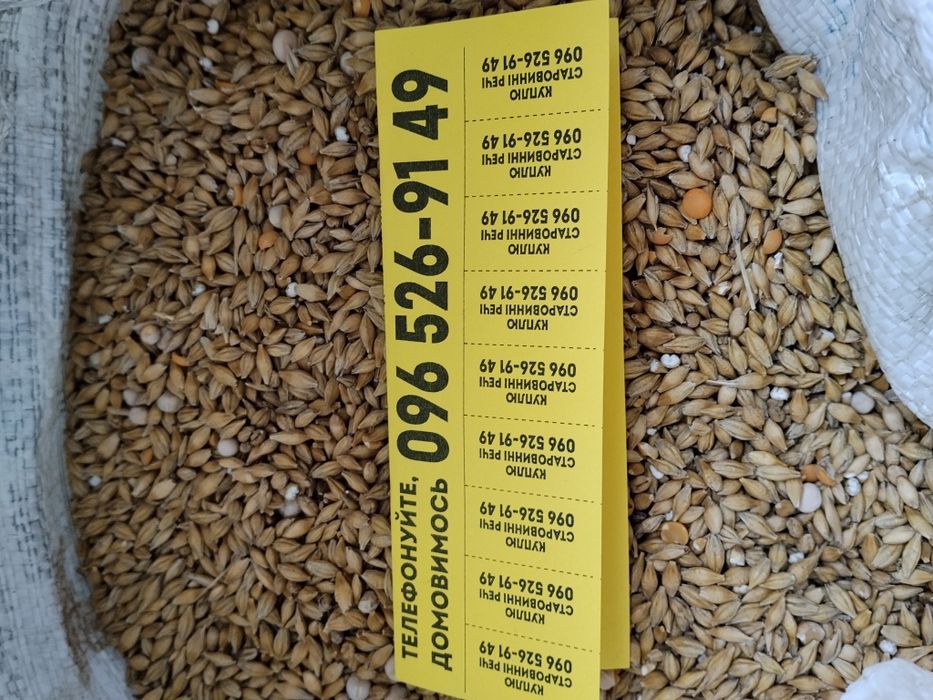 ТЕЛЕФОНУЙТЕ,
ДОМОВИМОСЬ
096 526-91 49
КУПЛЮ
СТАРОВИННІ РЕЧІ
096 526-91 49
КУПЛЮ
СТАРОВИННІ РЕЧІ
096 526-91 49
КУПЛЮ
СТАРОВИННІ РЕЧІ
096 526-91 49
КУПЛЮ
СТАРОВИННІ РЕЧІ
096 526-91 49
КУПЛЮ
СТАРОВИННІ РЕЧІ
096 526-91 49
КУПЛЮ
СТАРОВИННІ РЕЧІ
096 526-91 49
КУПЛЮ
СТАРОВИННІ РЕЧІ
096 526-91 49
КУПЛЮ
СТАРОВИННІ РЕЧІ
096 526-91 49
КУПЛЮ
СТАРОВИННІ РЕЧІ
096 526-91 49